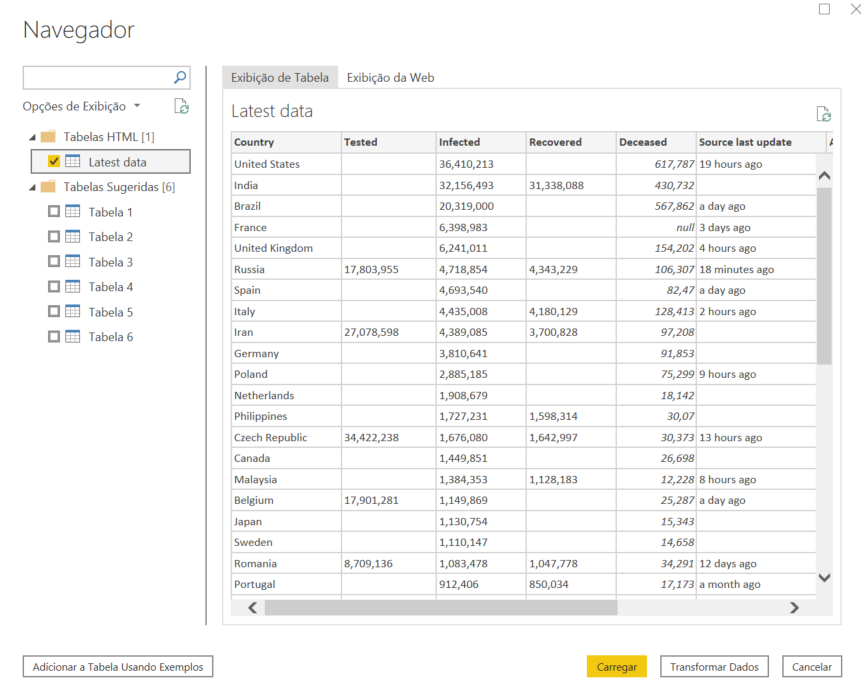 Navegador
Opções de Exibição
Tabelas HTML [1]
Latest data
Tabelas Sugeridas [6]
Tabela 1
Tabela 2
Tabela 3
Tabela 4
Tabela 5
Tabela 6
Exibição de Tabela Exibição da Web
Latest data
Country Tested Infected Recovered Deceased Source last update
United States 36,410,213 617,787 19 hours ago
India 32,156,493 31,338,088 430,732
Brazil 20,319,000 567,862 a day ago
France 6,398,983 null 3 days ago
United Kingdom 6,241,011 154,202 4 hours ago
Russia 17,803,955 4,718,854 4,343,229 106,307 18 minutes ago
Spain 4,693,540 82,47 a day ago
Italy 4,435,008 4,180,129 128,413 2 hours ago
Iran 27,078,598 4,389,085 3,700,828 97,208
Germany 3,810,641 91,853
Poland 2,885,185 75,299 9 hours ago
Netherlands 1,908,679 18,142
Philippines 1,727,231 1,598,314 30,07
Czech Republic 34,422,238 1,676,080 1,642,997 30,373 13 hours ago
Canada 1,449,851 26,698
Malaysia 1,384,353 1,128,183 12,228 8 hours ago
Belgium 17,901,281 1,149,869 25,287 a day ago
Japan 1,130,754 15,343
Sweden 1,110,147 14,658
Romania 8,709,136 1,083,478 1,047,778 34,291 12 days ago
Portugal 912,406 850,034 17,173 a month ago
Adicionar a Tabela Usando Exemplos Carregar Transformar Dados Cancelar